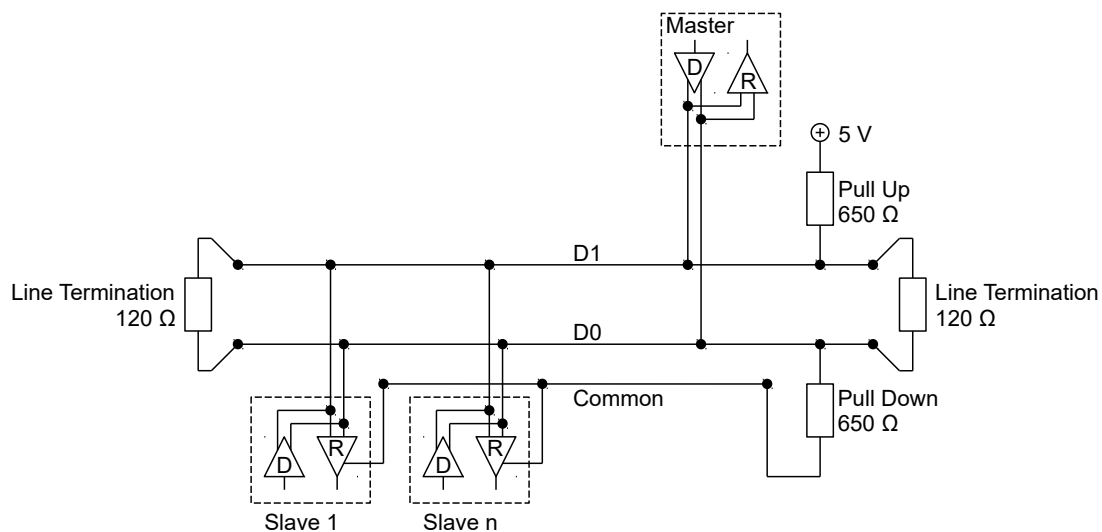 Master
D
R
5 V
Pull Up
650 Ω
D1
Line Termination
120 Ω
Line Termination
120 Ω
D0
Common
Pull Down
650 Ω
D
R
D
R
Slave 1
Slave n